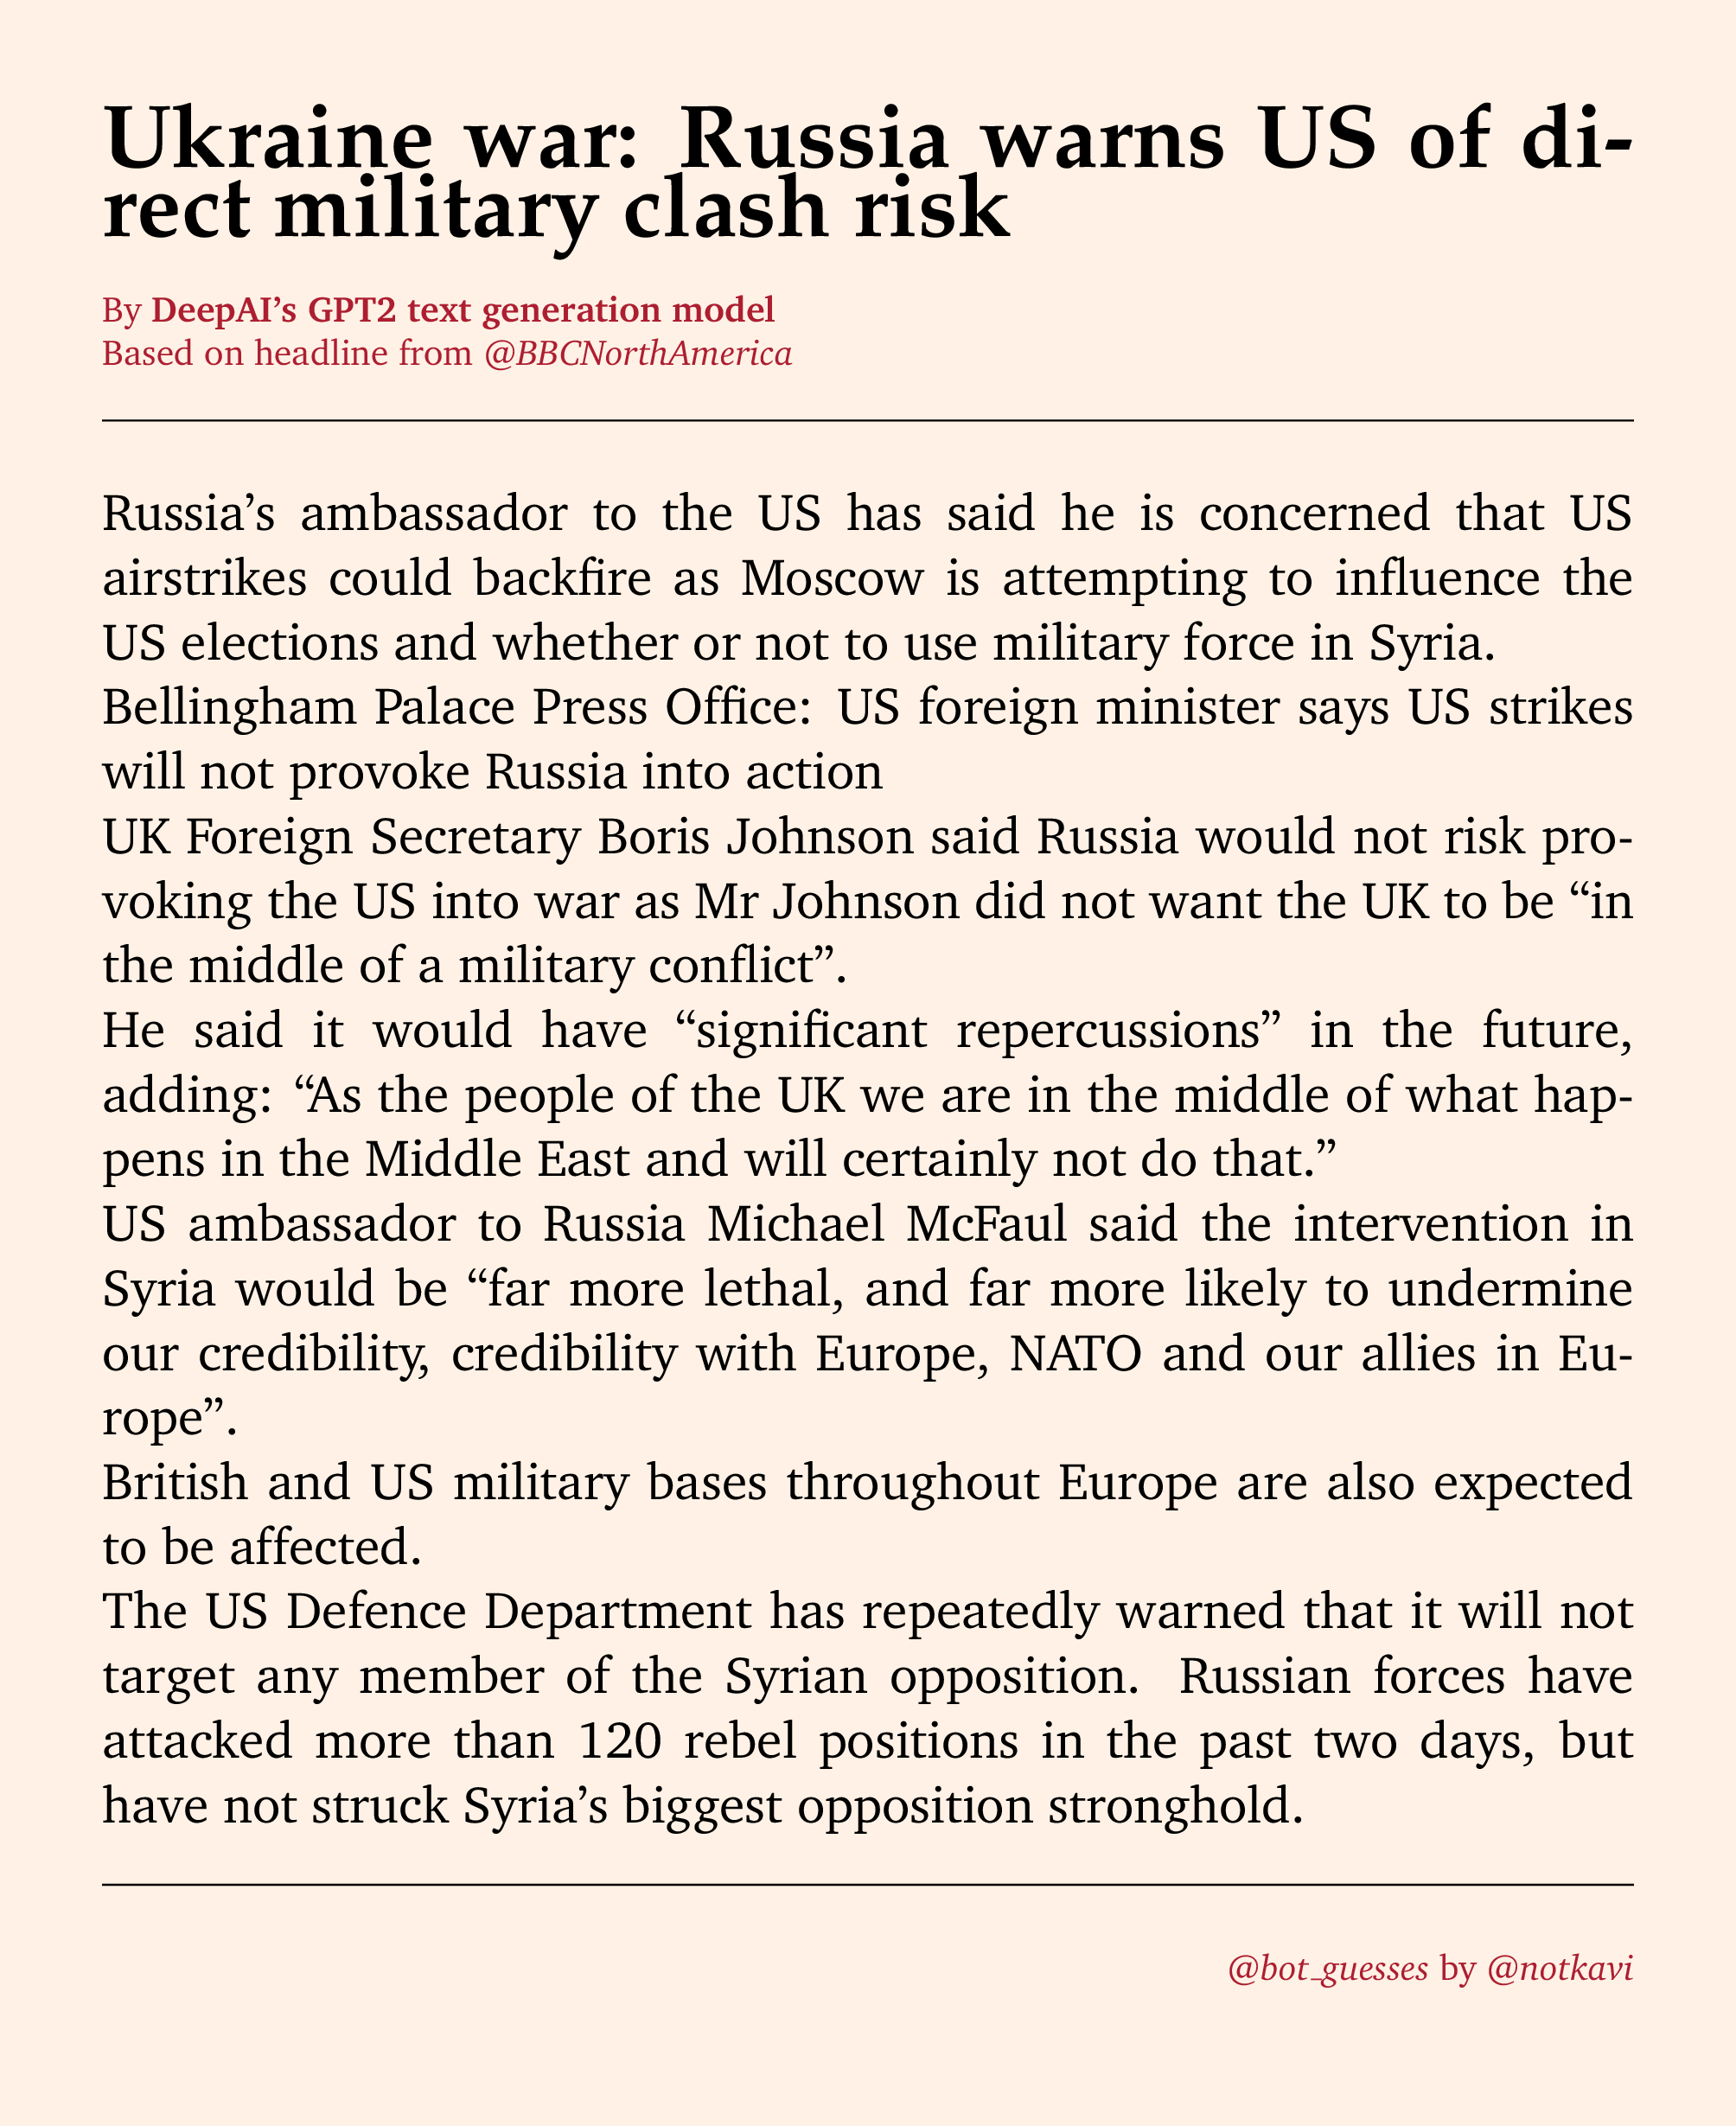 Ukraine war: Russia warns US of di-
rect military clash risk
By DeepAI’s GPT2 text generation model
Based on headline from @BBCNorthAmerica
Russia’s ambassador to the US has said he is concerned that US
airstrikes could backfire as Moscow is attempting to influence the
US elections and whether or not to use military force in Syria.
Bellingham Palace Press Office: US foreign minister says US strikes
will not provoke Russia into action
UK Foreign Secretary Boris Johnson said Russia would not risk pro-
voking the US into war as Mr Johnson did not want the UK to be “in
the middle of a military conflict”.
He said it would have “significant repercussions” in the future,
adding: “As the people of the UK we are in the middle of what hap-
pens in the Middle East and will certainly not do that.”
US ambassador to Russia Michael McFaul said the intervention in
Syria would be “far more lethal, and far more likely to undermine
our credibility, credibility with Europe, NATO and our allies in Eu-
rope”.
British and US military bases throughout Europe are also expected
to be affected.
The US Defence Department has repeatedly warned that it will not
target any member of the Syrian opposition. Russian forces have
attacked more than 120 rebel positions in the past two days, but
have not struck Syria’s biggest opposition stronghold.
@bot_guesses by @notkavi